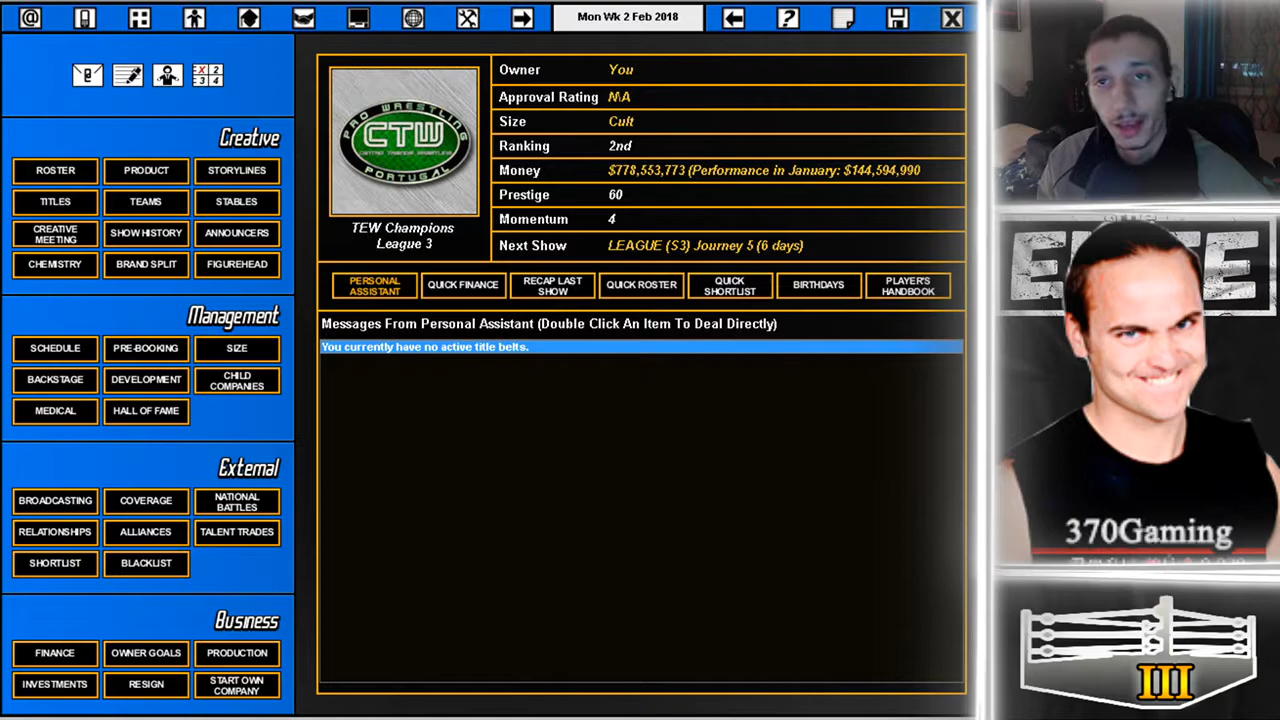 Mon Wk 2 Feb 2018
Creative
ROSTER
PRODUCT
STORYLINES
TITLES
TEAMS
STABLES
CREATIVE
MEETING
SHOW HISTORY
ANNOUNCERS
CHEMISTRY
BRAND SPLIT
FIGUREHEAD
Management
SCHEDULE
PRE-BOOKING
SIZE
BACKSTAGE
DEVELOPMENT
CHILD
COMPANIES
MEDICAL
HALL OF FAME
External
BROADCASTING
COVERAGE
NATIONAL
BATTLES
RELATIONSHIPS
ALLIANCES
TALENT TRADES
SHORTLIST
BLACKLIST
Business
FINANCE
OWNER GOALS
PRODUCTION
INVESTMENTS
RESIGN
START OWN
COMPANY
PRO WRESTLING
CTW
PORTUGAL
TEW Champions
League 3
Owner You
Approval Rating N/A
Size Cult
Ranking 2nd
Money $778,553,773 (Performance in January: $144,594,990
Prestige 60
Momentum 4
Next Show LEAGUE (S3) Journey 5 (6 days)
PERSONAL
ASSISTANT
QUICK FINANCE
RECAP LAST
SHOW
QUICK ROSTER
QUICK
SHORTLIST
BIRTHDAYS
PLAYER'S
HANDBOOK
Messages From Personal Assistant (Double Click An Item To Deal Directly)
You currently have no active title belts.
370Gaming
III